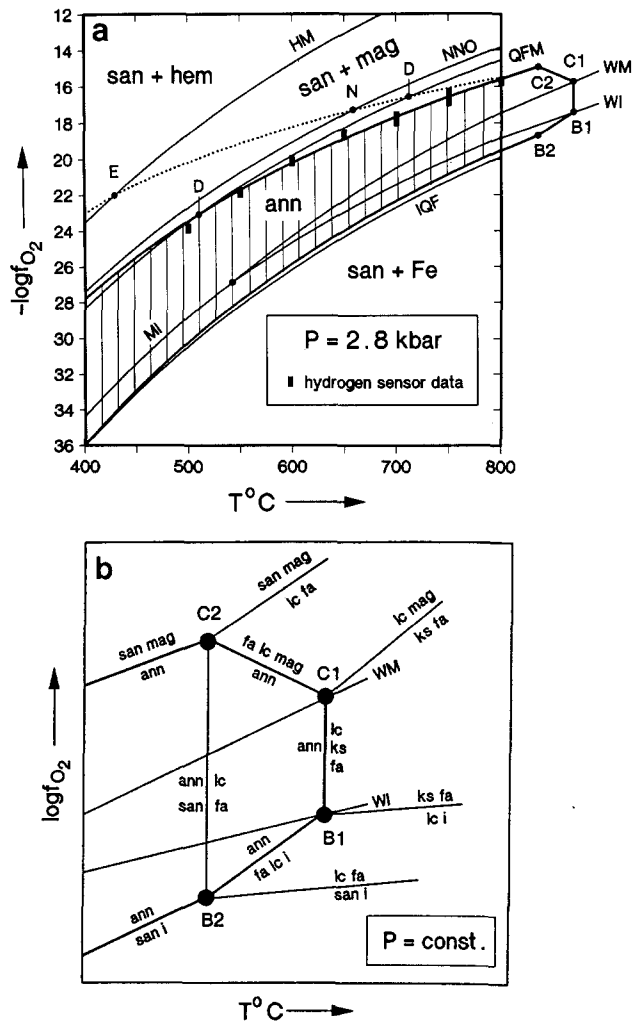 a
12
14
16
18
20
22
24
26
28
30
32
34
36
-logfO2
san + hem
HM
san + mag
NNO
D
QFM
C1
N
C2
WM
WI
B1
B2
E
D
ann
IQF
san + Fe
MI
P = 2.8 kbar
hydrogen sensor data
400
500
600
700
800
T°C
b
san mag
lc fa
C2
san mag
ann
fa lc mag
ann
C1
lc mag
ks fa
WM
ann
lc
ks
fa
ann lc
san fa
logfO2
WI
ks fa
lc i
B1
ann
fa lc i
lc fa
san i
B2
ann
san i
P = const.
T°C